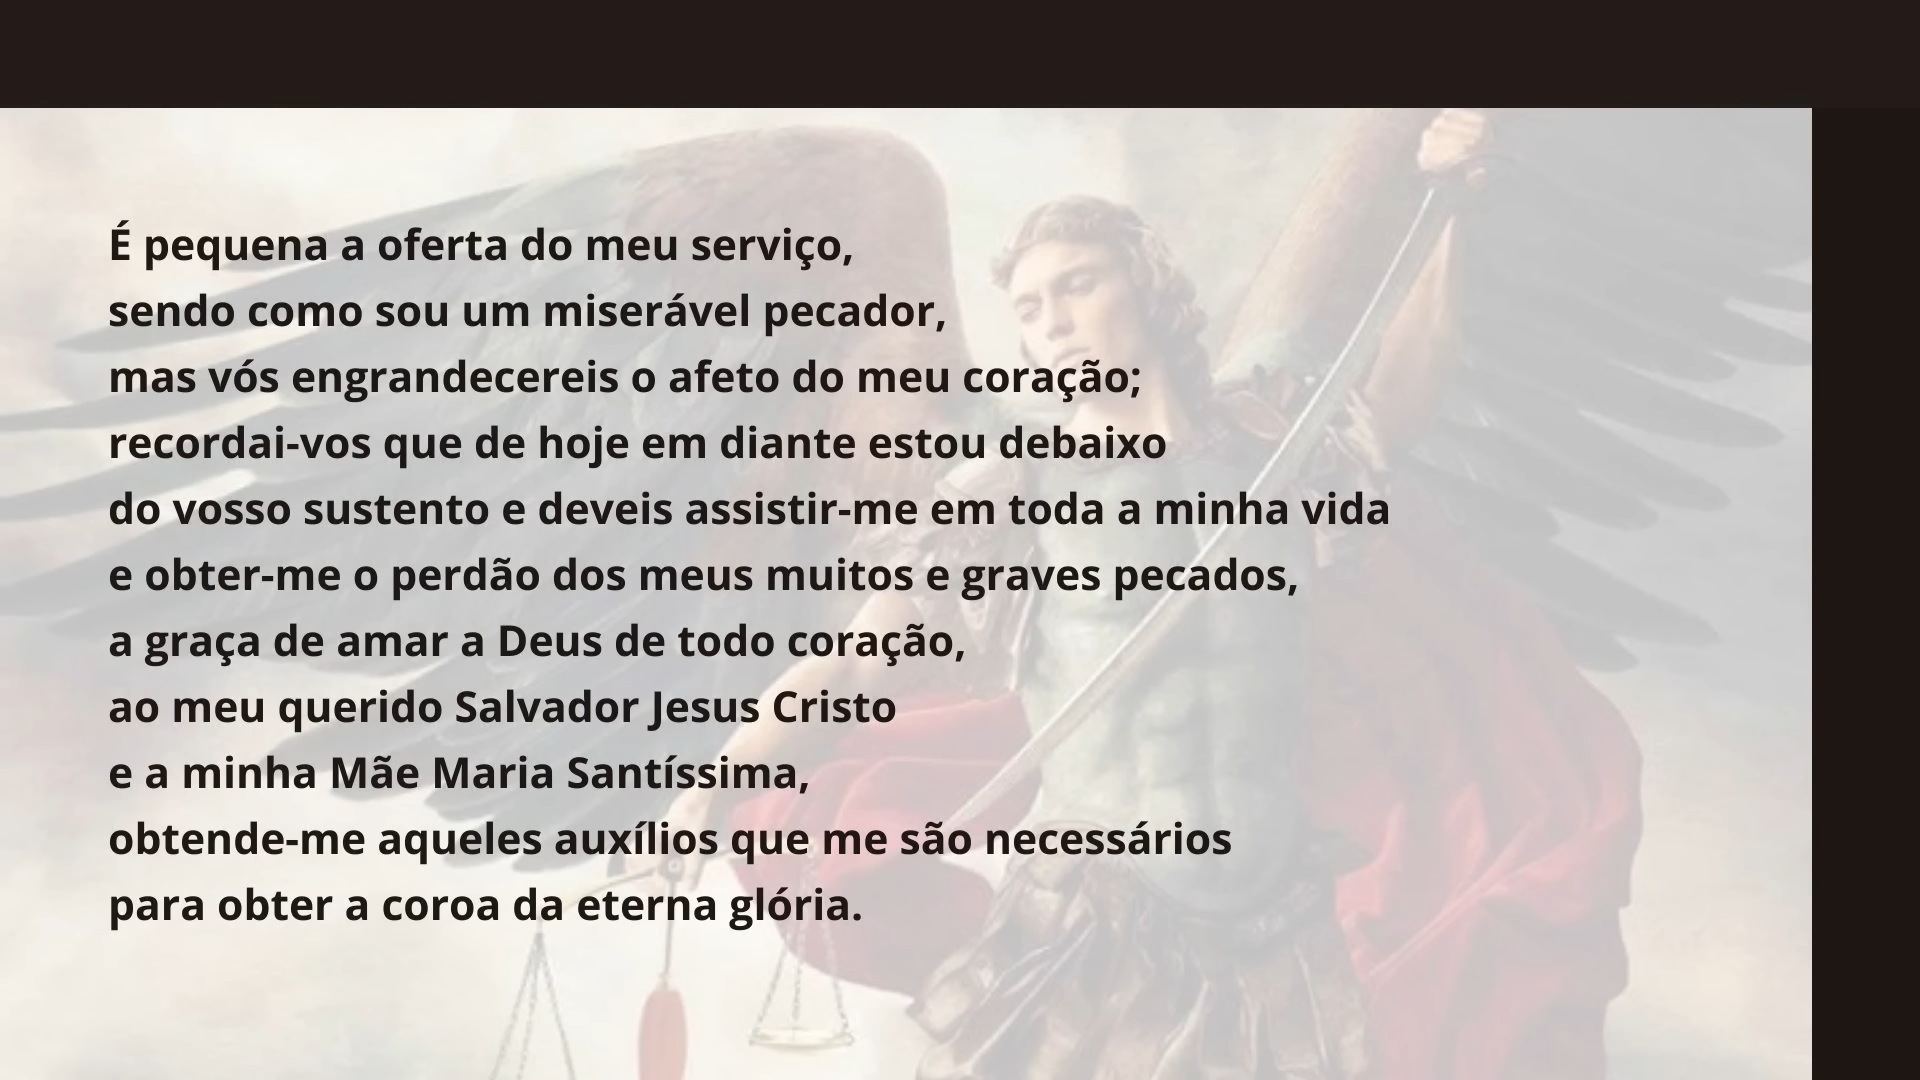 É pequena a oferta do meu serviço,
sendo como sou um miserável pecador,
mas vós engrandecereis o afeto do meu coração;
recordai-vos que de hoje em diante estou debaixo
do vosso sustento e deveis assistir-me em toda a minha vida
e obter-me o perdão dos meus muitos e graves pecados,
a graça de amar a Deus de todo coração,
ao meu querido Salvador Jesus Cristo
e a minha Mãe Maria Santíssima,
obtende-me aqueles auxílios que me são necessários
para obter a coroa da eterna glória.